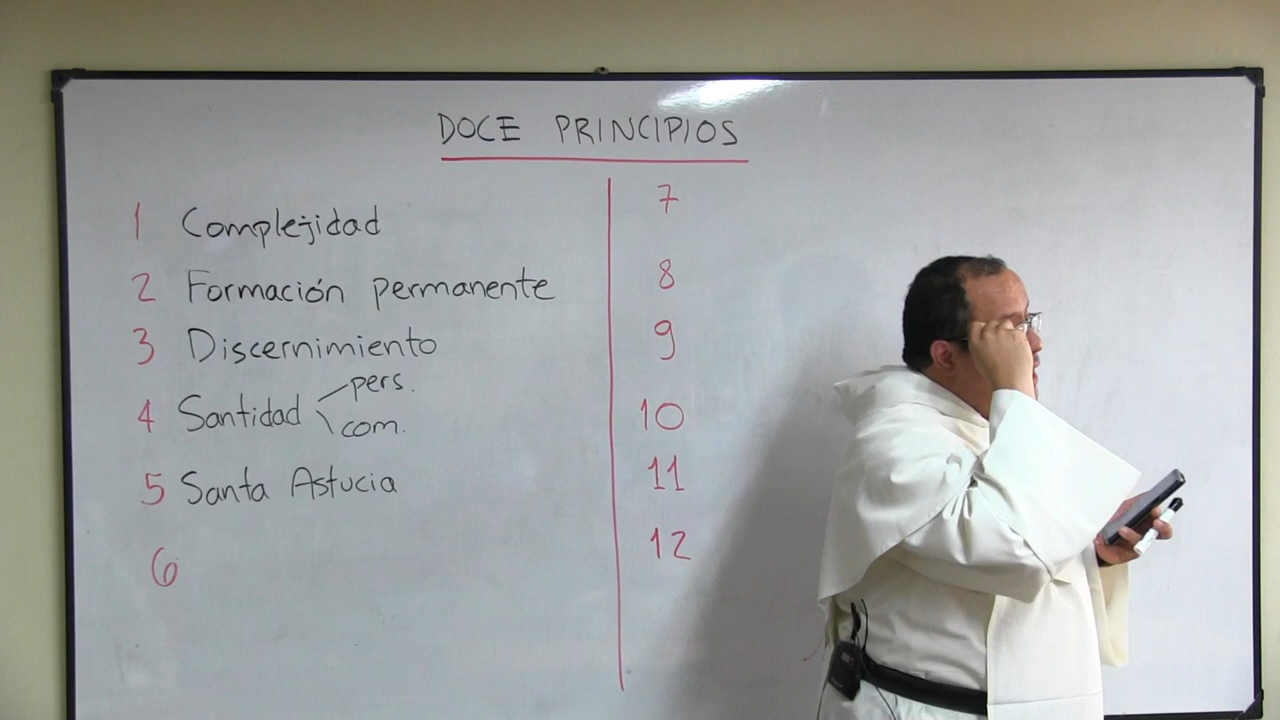 DOCE PRINCIPIOS
1 Complejidad
2 Formación permanente
3 Discernimiento
4 Santidad pers.
com.
5 Santa Astucia
6
7
8
9
10
11
12